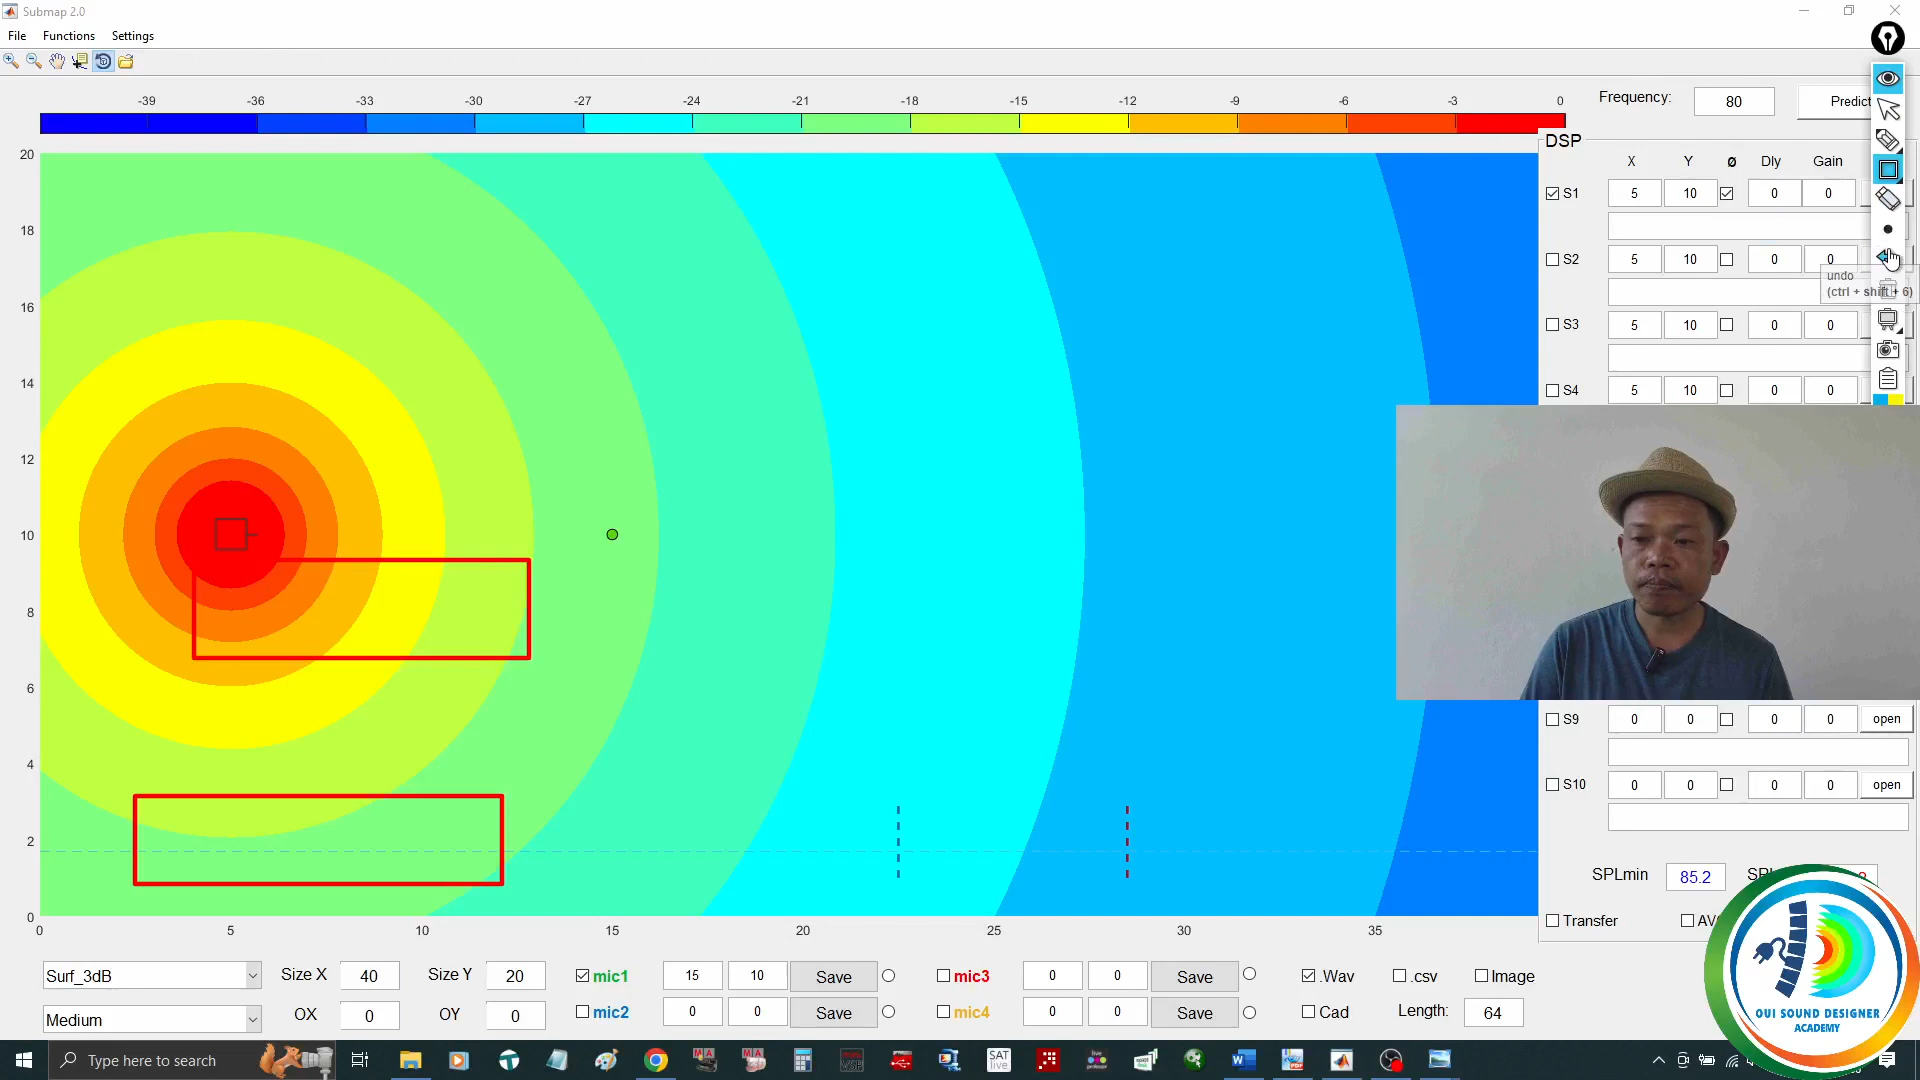 Submap 2.0
File Functions Settings
-39 -36 -33 -30 -27 -24 -21 -18 -15 -12 -9 -6 -3 0
Frequency: 80 Predict
DSP
X Y ø Dly Gain
S1 5 10 0 0
S2 5 10 0 0
undo
(ctrl + shift + 6)
S3 5 10 0 0
S4 5 10 0 0
S9 0 0 0 0 open
S10 0 0 0 0 open
SPLmin 85.2
Transfer
20
18
16
14
12
10
8
6
4
2
0
0 5 10 15 20 25 30 35
Surf_3dB Size X 40 Size Y 20 mic1 15 10 Save mic3 0 0 Save .Wav .csv Image
Medium OX 0 OY 0 mic2 0 0 Save mic4 0 0 Save Cad Length: 64
OUI SOUND DESIGNER
ACADEMY
Type here to search
SAT
live